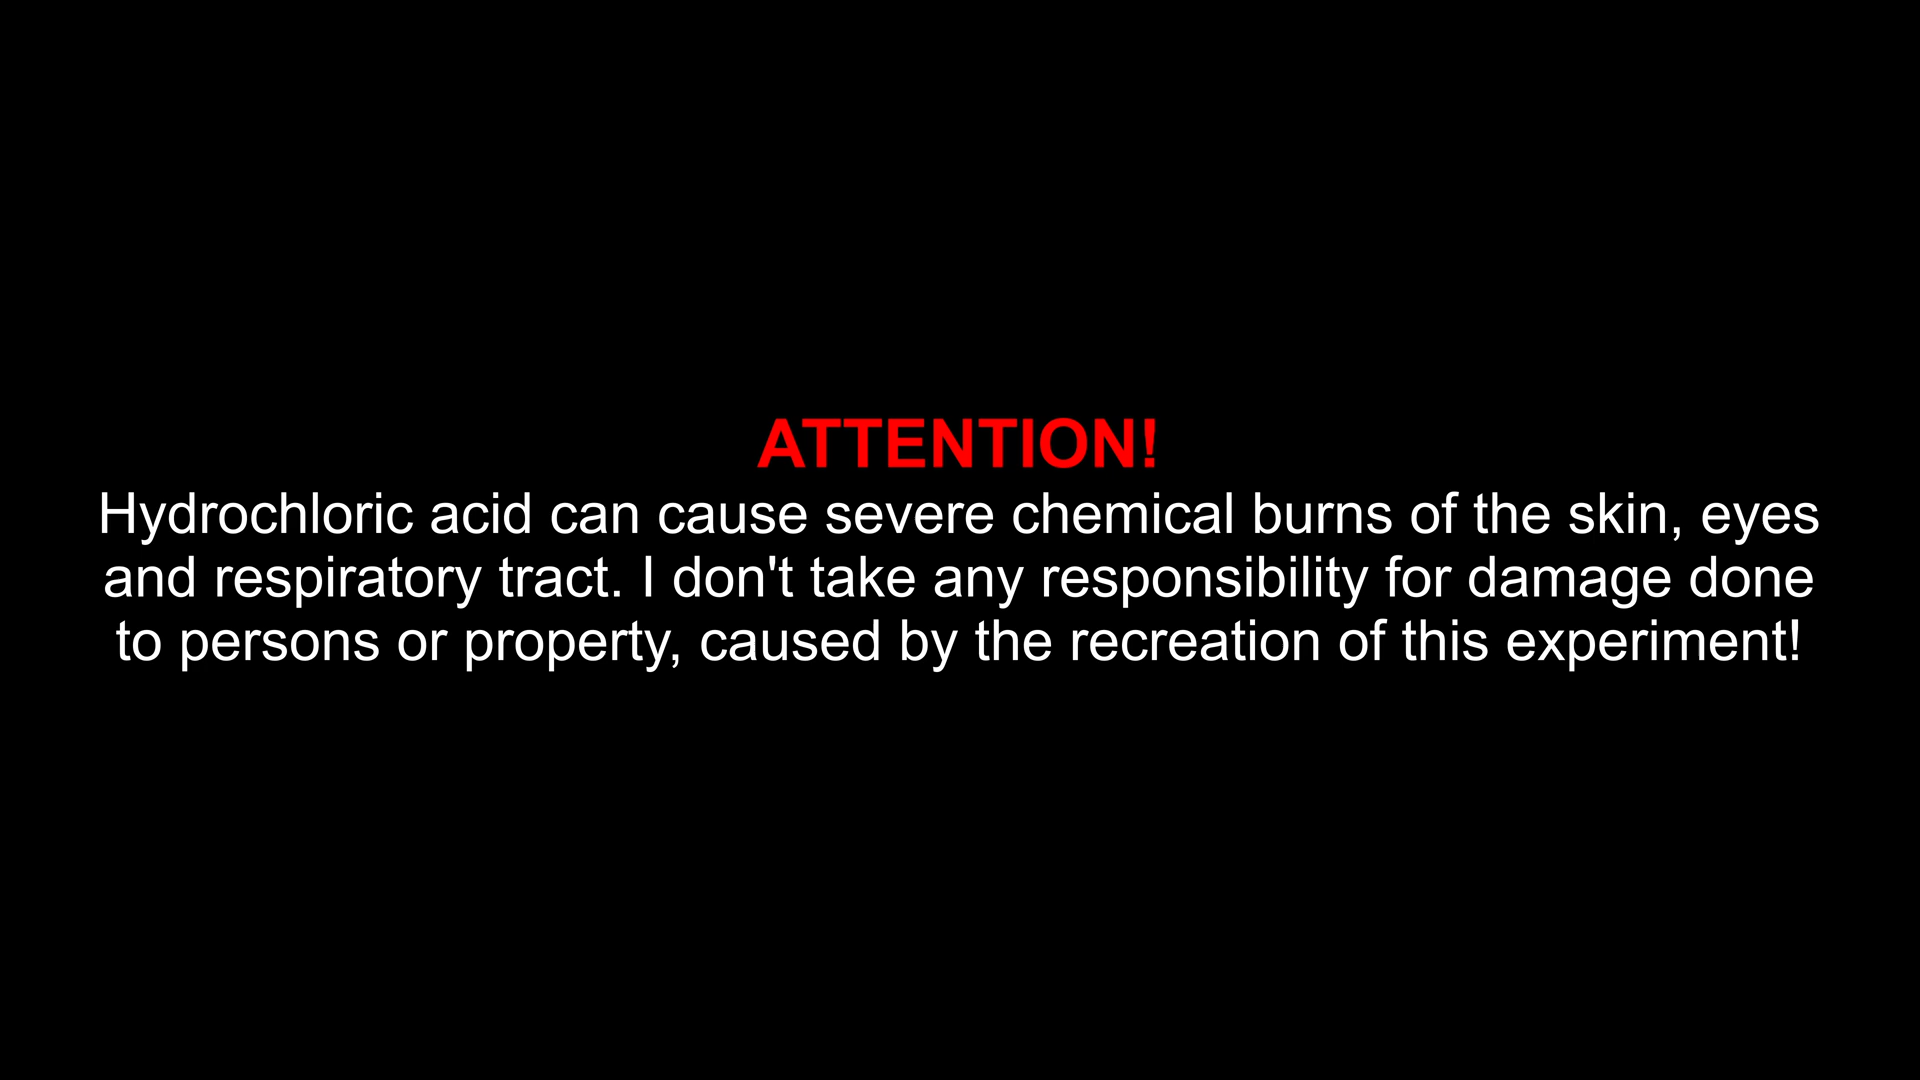 ATTENTION!
Hydrochloric acid can cause severe chemical burns of the skin, eyes
and respiratory tract. I don't take any responsibility for damage done
to persons or property, caused by the recreation of this experiment!